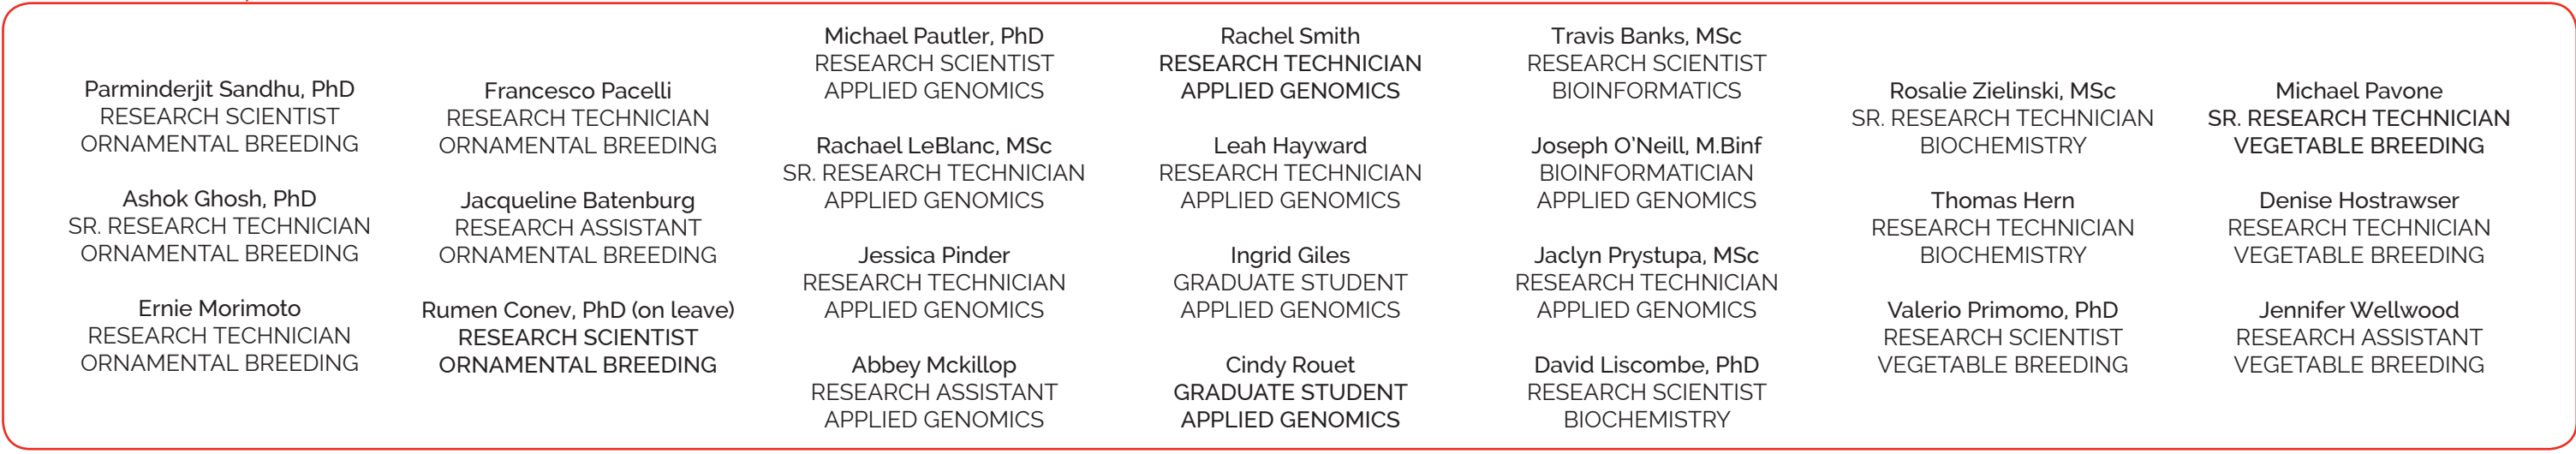 Parminderjit Sandhu, PhD
RESEARCH SCIENTIST
ORNAMENTAL BREEDING
Ashok Ghosh, PhD
SR. RESEARCH TECHNICIAN
ORNAMENTAL BREEDING
Ernie Morimoto
RESEARCH TECHNICIAN
ORNAMENTAL BREEDING
Francesco Pacelli
RESEARCH TECHNICIAN
ORNAMENTAL BREEDING
Jacqueline Batenburg
RESEARCH ASSISTANT
ORNAMENTAL BREEDING
Rumen Conev, PhD (on leave)
RESEARCH SCIENTIST
ORNAMENTAL BREEDING
Michael Pautler, PhD
RESEARCH SCIENTIST
APPLIED GENOMICS
Rachael LeBlanc, MSc
SR. RESEARCH TECHNICIAN
APPLIED GENOMICS
Jessica Pinder
RESEARCH TECHNICIAN
APPLIED GENOMICS
Abbey Mckillop
RESEARCH ASSISTANT
APPLIED GENOMICS
Rachel Smith
RESEARCH TECHNICIAN
APPLIED GENOMICS
Leah Hayward
RESEARCH TECHNICIAN
APPLIED GENOMICS
Ingrid Giles
GRADUATE STUDENT
APPLIED GENOMICS
Cindy Rouet
GRADUATE STUDENT
APPLIED GENOMICS
Travis Banks, MSc
RESEARCH SCIENTIST
BIOINFORMATICS
Joseph O'Neill, M.Binf
BIOINFORMATICIAN
APPLIED GENOMICS
Jaclyn Prystupa, MSc
RESEARCH TECHNICIAN
APPLIED GENOMICS
David Liscombe, PhD
RESEARCH SCIENTIST
BIOCHEMISTRY
Rosalie Zielinski, MSc
SR. RESEARCH TECHNICIAN
BIOCHEMISTRY
Thomas Hern
RESEARCH TECHNICIAN
BIOCHEMISTRY
Valerio Primomo, PhD
RESEARCH SCIENTIST
VEGETABLE BREEDING
Michael Pavone
SR. RESEARCH TECHNICIAN
VEGETABLE BREEDING
Denise Hostrawser
RESEARCH TECHNICIAN
VEGETABLE BREEDING
Jennifer Wellwood
RESEARCH ASSISTANT
VEGETABLE BREEDING